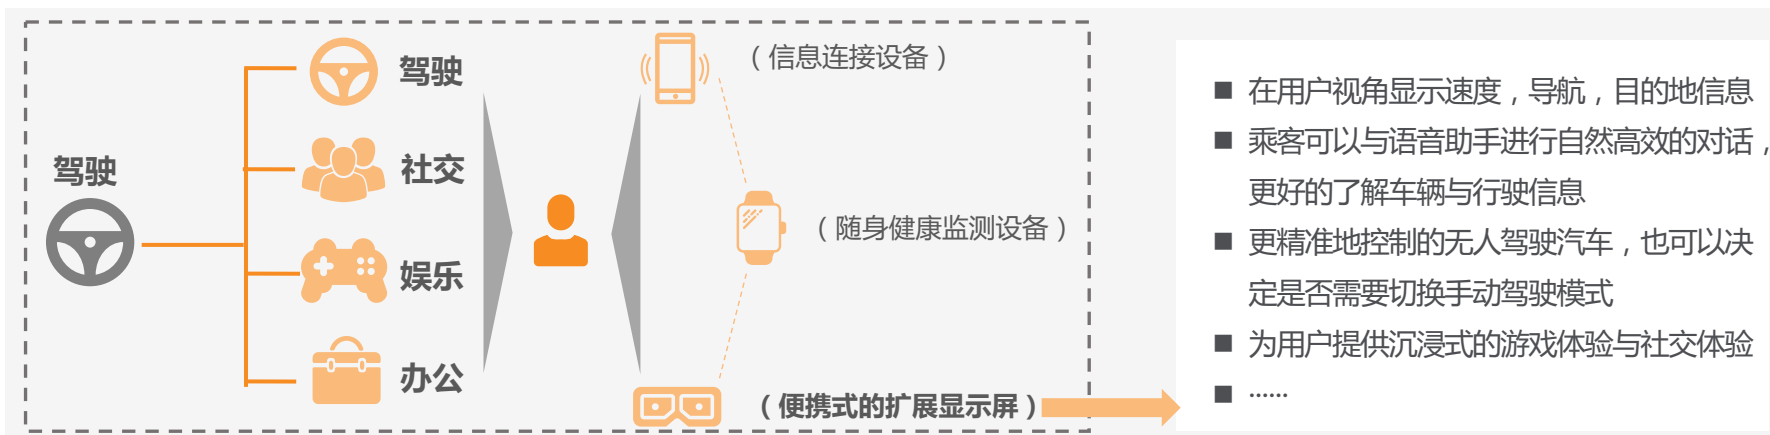 驾驶
驾驶
社交
娱乐
办公
（信息连接设备）
（随身健康监测设备）
（便携式的扩展显示屏）
■ 在用户视角显示速度，导航，目的地信息
■ 乘客可以与语音助手进行自然高效的对话，
更好的了解车辆与行驶信息
■ 更精准地控制的无人驾驶汽车，也可以决
定是否需要切换手动驾驶模式
■ 为用户提供沉浸式的游戏体验与社交体验
■ ……